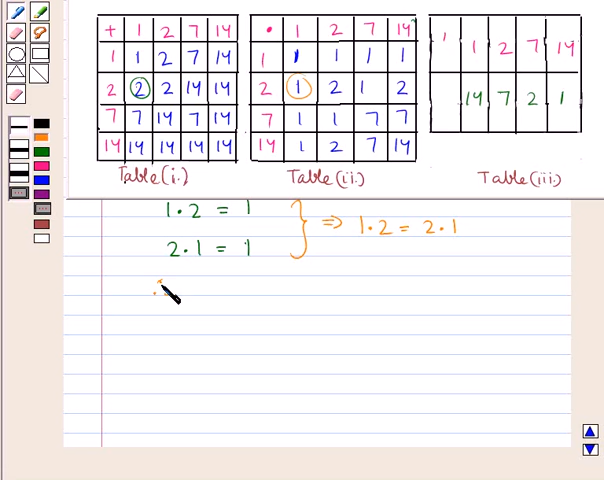 + 1 2 7 14
1 1 2 7 14
2 2 2 14 14
7 7 14 7 14
14 14 14 14 14
Table(i.)
• 1 2 7 14
1 1 1 1 1
2 1 2 1 2
7 1 1 7 7
14 1 2 7 14
Table(ii.)
' 1 2 7 14
14 7 2 1
Table(iii)
1 · 2 = 1
2 · 1 = 1
} ⇒ 1 · 2 = 2 · 1